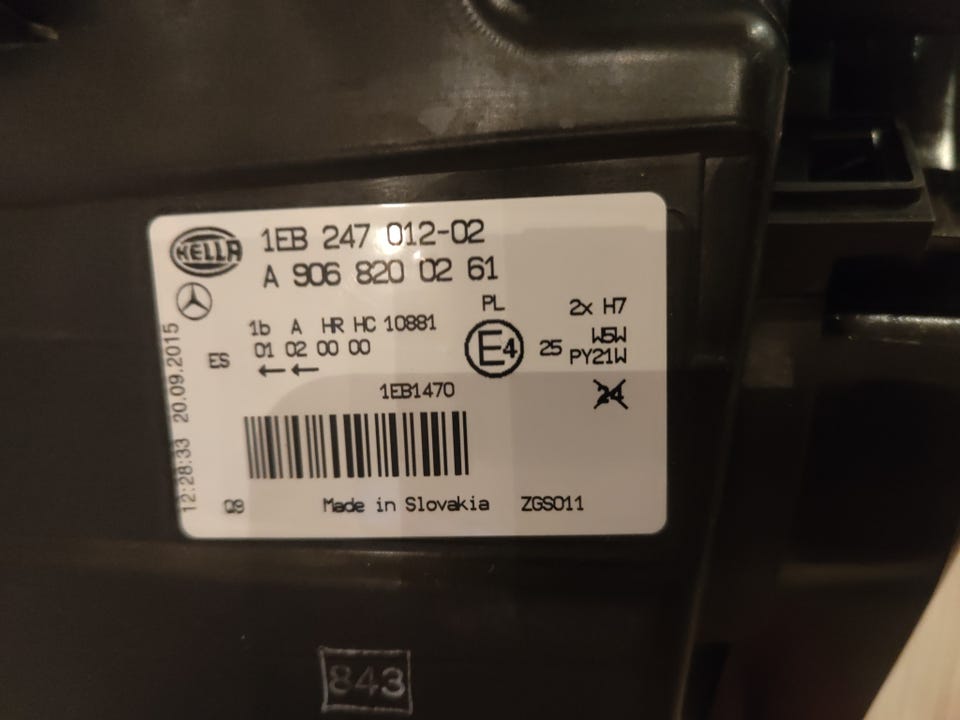 HELLA
1EB 247 012-02
A 906 820 02 61
PL
2x H7
1b A HR HC 10881
W5W
ES
01 02 00 00
E4
25
PY21W
←←
1EB1470
24
12:28:33 20.09.2015
Q9
Made in Slovakia
ZGS011
843